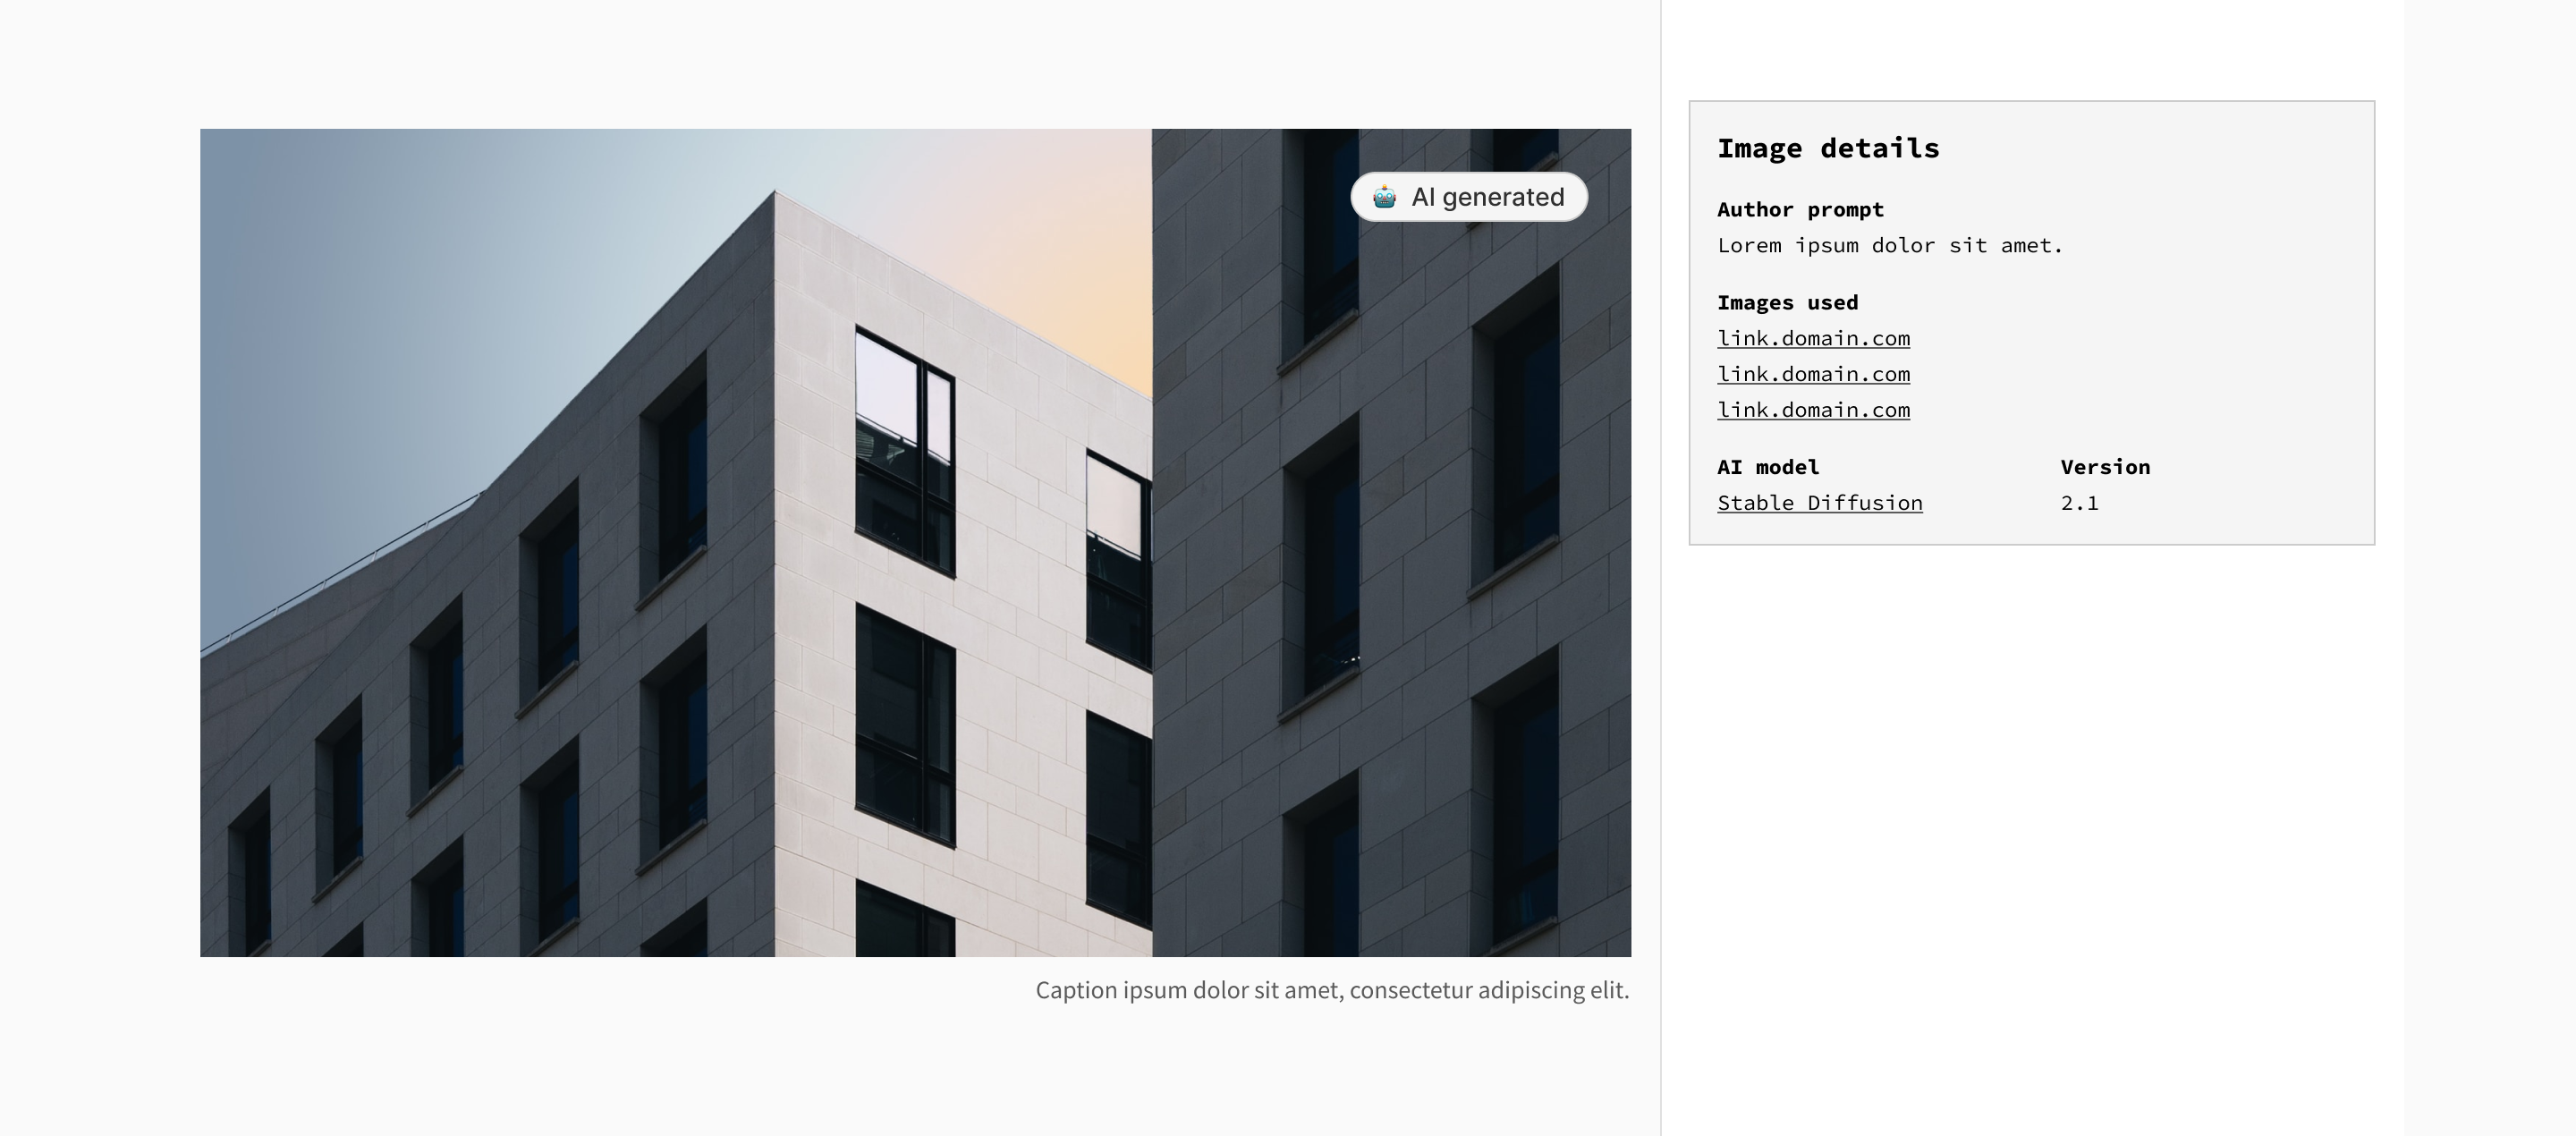 AI generated
Caption ipsum dolor sit amet, consectetur adipiscing elit.
Image details
Author prompt
Lorem ipsum dolor sit amet.
Images used
link.domain.com
link.domain.com
link.domain.com
AI model Version
Stable Diffusion 2.1